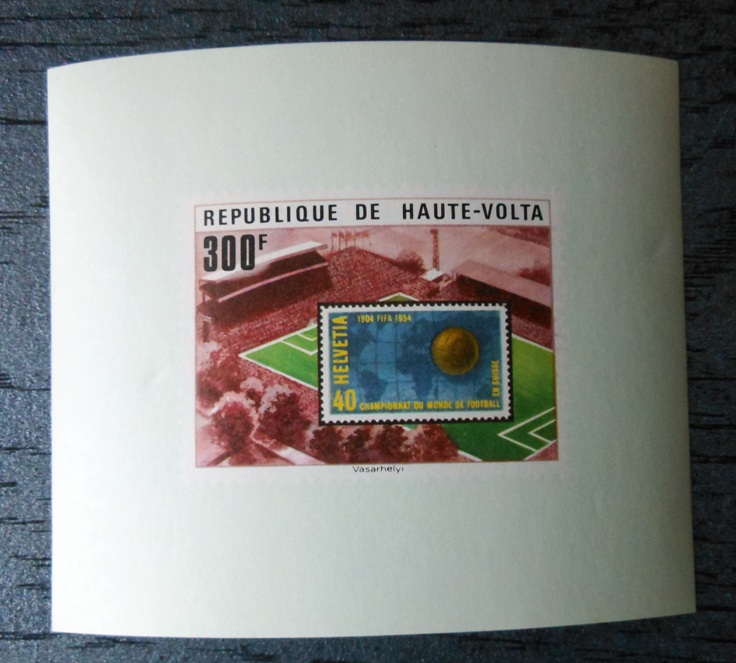 REPUBLIQUE DE HAUTE-VOLTA
300F
HELVETIA
1904 FIFA 1954
EN SUISSE
40 CHAMPIONNAT DU MONDE DE FOOTBALL
Vasarhelyi